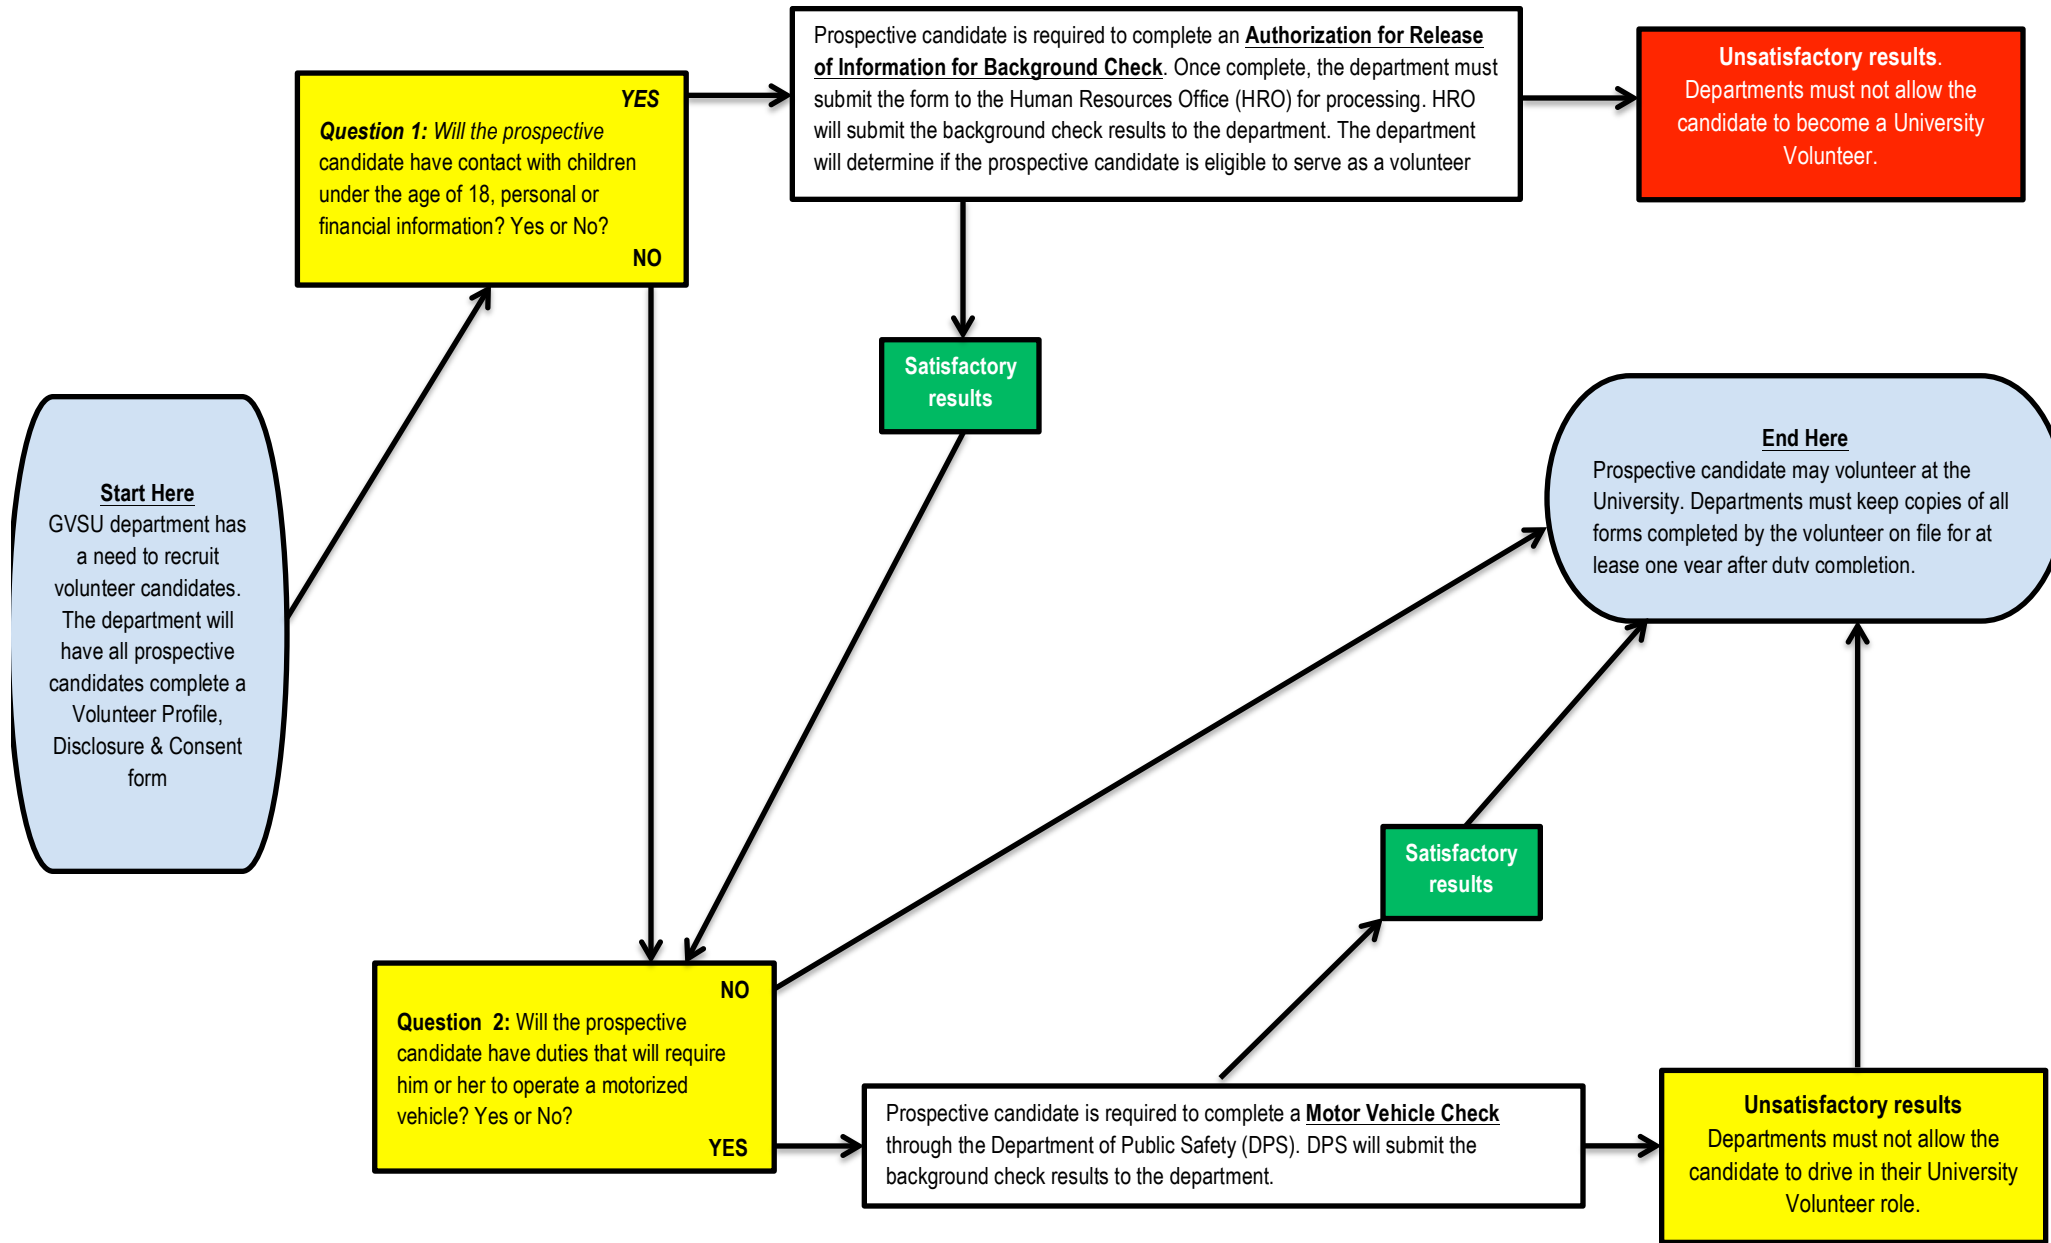 Start Here
GVSU department has
a need to recruit
volunteer candidates.
The department will
have all prospective
candidates complete a
Volunteer Profile,
Disclosure & Consent
form
YES
Question 1: Will the prospective
candidate have contact with children
under the age of 18, personal or
financial information? Yes or No?
NO
Prospective candidate is required to complete an Authorization for Release
of Information for Background Check. Once complete, the department must
submit the form to the Human Resources Office (HRO) for processing. HRO
will submit the background check results to the department. The department
will determine if the prospective candidate is eligible to serve as a volunteer
Unsatisfactory results.
Departments must not allow the
candidate to become a University
Volunteer.
Satisfactory
results
NO
Question 2: Will the prospective
candidate have duties that will require
him or her to operate a motorized
vehicle? Yes or No?
YES
Prospective candidate is required to complete a Motor Vehicle Check
through the Department of Public Safety (DPS). DPS will submit the
background check results to the department.
Satisfactory
results
Unsatisfactory results
Departments must not allow the
candidate to drive in their University
Volunteer role.
End Here
Prospective candidate may volunteer at the
University. Departments must keep copies of all
forms completed by the volunteer on file for at
lease one year after duty completion.